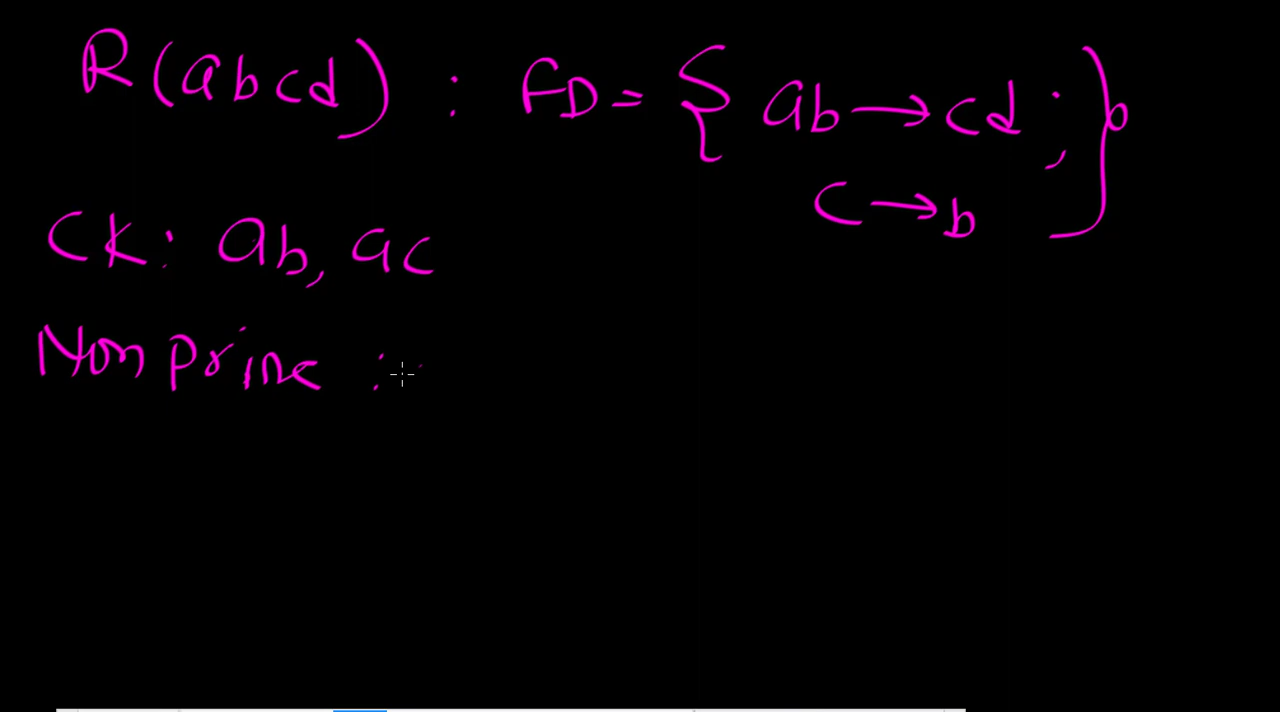 R(abcd) : FD = { ab → cd ; } b
c → b
CK: ab, ac
Non prime :